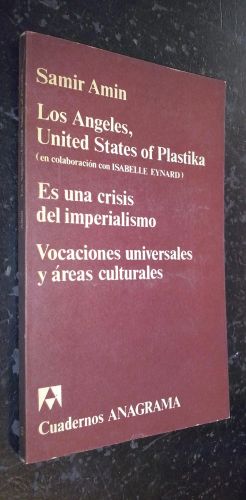 Samir Amin
Los Angeles,
United States of Plastika
(en colaboración con ISABELLE EYNARD)
Es una crisis
del imperialismo
Vocaciones universales
y áreas culturales
Cuadernos ANAGRAMA